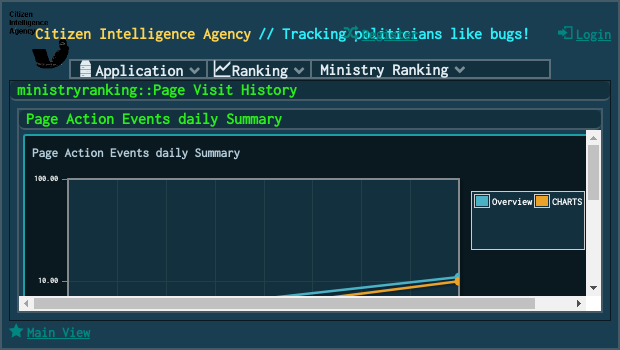 Citizen
Intelligence
Agency
Citizen Intelligence Agency // Tracking politicians like bugs!
Register
Login
Application
Ranking
Ministry Ranking
ministryranking::Page Visit History
Page Action Events daily Summary
Page Action Events daily Summary
100.00
10.00
Overview
CHARTS
Main View